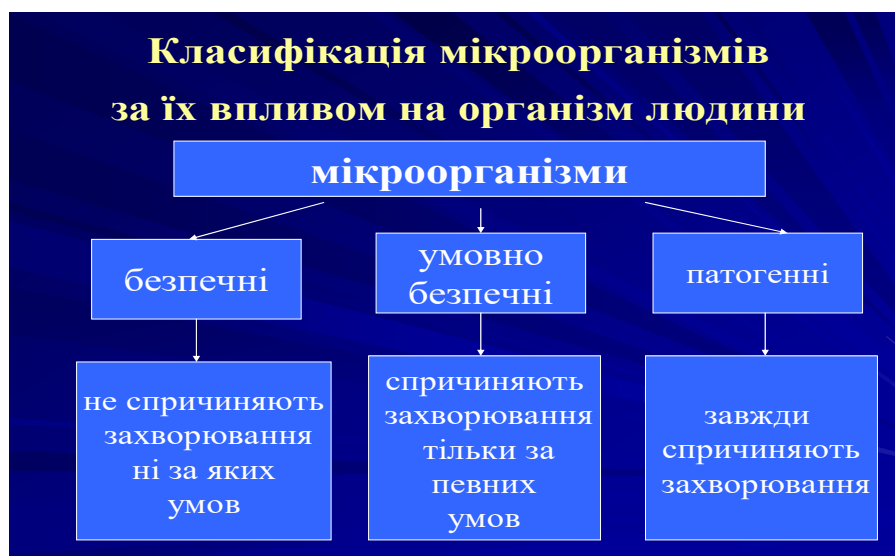 Класифікація мікроорганізмів
за їх впливом на організм людини
мікроорганізми
безпечні
умовно
безпечні
патогенні
не спричиняють
захворювання
ні за яких
умов
спричиняють
захворювання
тільки за
певних
умов
завжди
спричиняють
захворювання